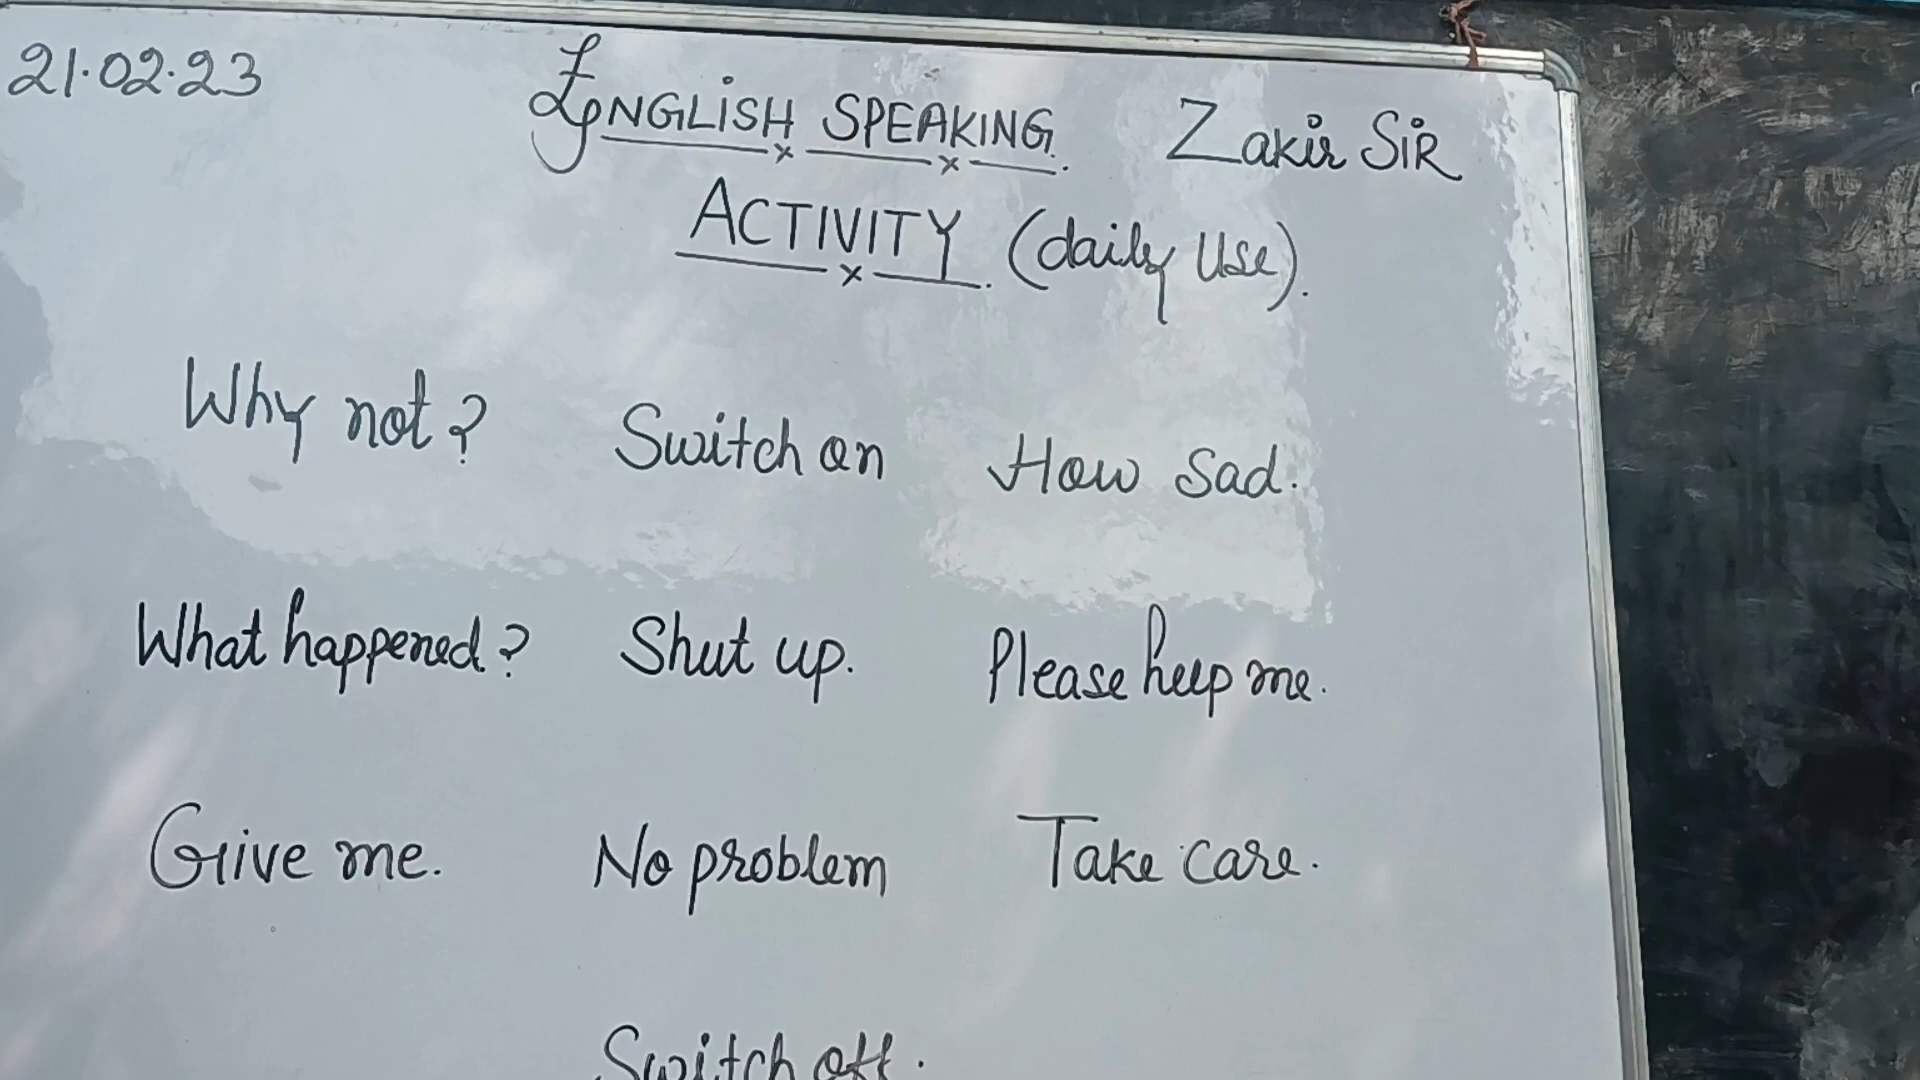 21.02.23 ENGLISH SPEAKING. Zakir SIR
ACTIVITY. (daily Use).
Why not? Switch on How sad.
What happened? Shut up. Please help me.
Give me. No problem Take care.
Switch off.